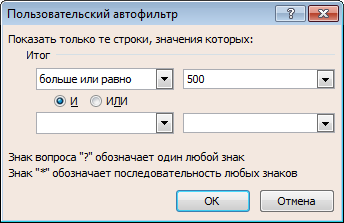 Пользовательский автофильтр
Показать только те строки, значения которых:
Итог
больше или равно 500
И ИЛИ
Знак вопроса "?" обозначает один любой знак
Знак "*" обозначает последовательность любых знаков
ОК Отмена